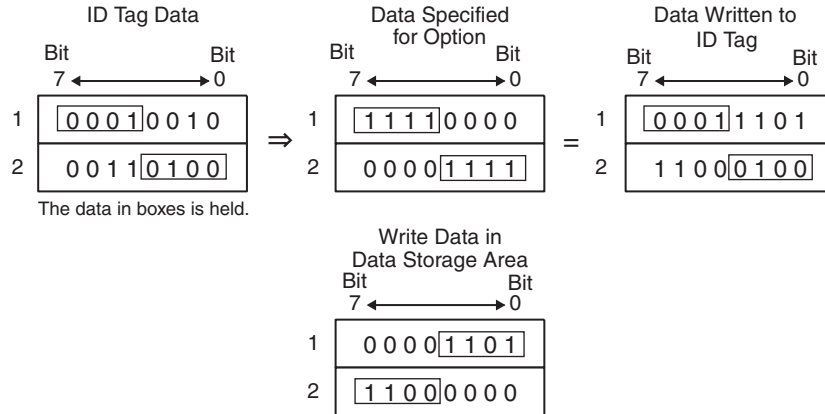 ID Tag Data
Bit Bit
7 0
1 0 0 0 1 0 0 1 0
2 0 0 1 1 0 1 0 0
The data in boxes is held.
⇒
Data Specified
for Option
Bit Bit
7 0
1 1 1 1 1 0 0 0 0
2 0 0 0 0 1 1 1 1
=
Data Written to
ID Tag
Bit Bit
7 0
1 0 0 0 1 1 1 0 1
2 1 1 0 0 0 1 0 0
Write Data in
Data Storage Area
Bit Bit
7 0
1 0 0 0 0 1 1 0 1
2 1 1 0 0 0 0 0 0